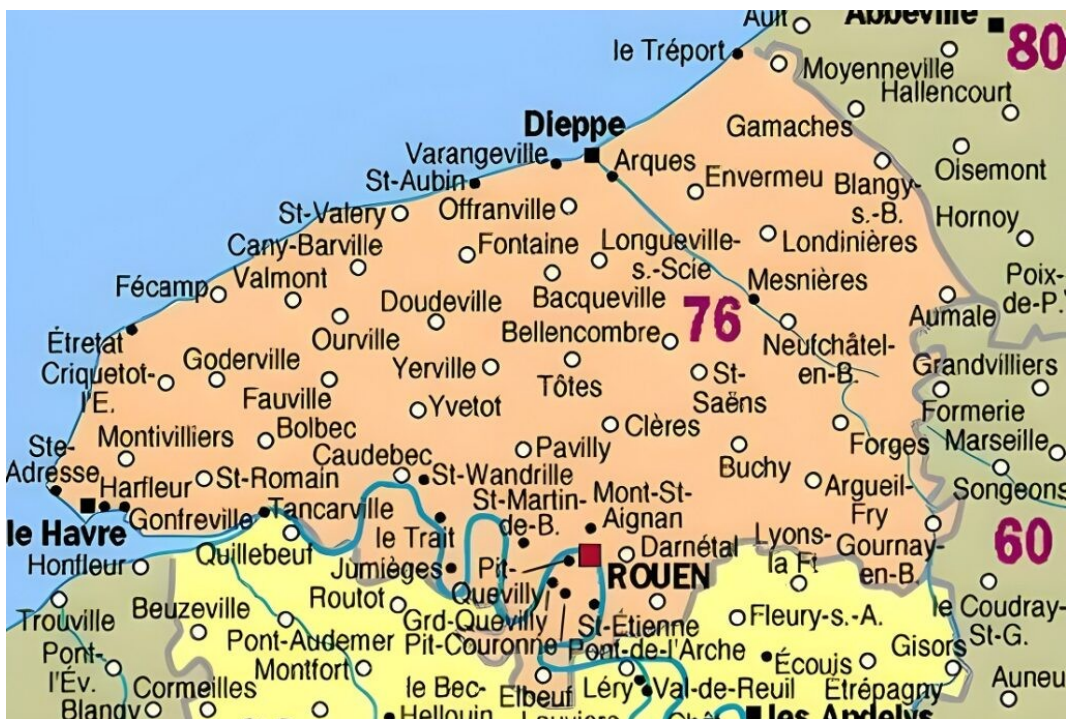 Ault
Abbeville
80
le Tréport
Moyenneville
Hallencourt
Dieppe
Gamaches
Varangeville
Arques
Oisemont
St-Aubin
Envermeu
Blangy-
s.-B.
St-Valery
Offranville
Hornoy
Cany-Barville
Fontaine
Longueville-
s.-Scie
Londinières
Fécamp
Valmont
Mesnières
Poix-
de-P.
Doudeville
Bacqueville
76
Aumale
Étretat
Ourville
Bellencombre
Neufchâtel-
en-B.
Grandvilliers
Criquetot-
l'E.
Goderville
Yerville
Tôtes
St-
Saëns
Fauville
Yvetot
Formerie
Ste-
Adresse
Montivilliers
Bolbec
Clères
Forges
Marseille
Caudebec
Pavilly
Buchy
Harfleur
St-Romain
St-Wandrille
Argueil-
Fry
Songeons
Gonfreville
Tancarville
St-Martin-
de-B.
Mont-St-
Aignan
le Havre
Quillebeuf
le Trait
Darnétal
Lyons-
la Ft
Gournay-
en-B.
60
Honfleur
Jumièges
Pit-
Quevilly
ROUEN
Trouville
Beuzeville
Routot
Grd-Quevilly
St-Étienne
Fleury-s.-A.
le Coudray-
St-G.
Pont-Audemer
Pit-Couronne
Gisors
Pont-
l'Év.
Montfort
Pont-de-l'Arche
Écouis
Étrépagny
Auneu
Blangy
Cormeilles
le Bec-
Hellouin
Elbeuf
Léry
Val-de-Reuil
Louviers
les Andelys